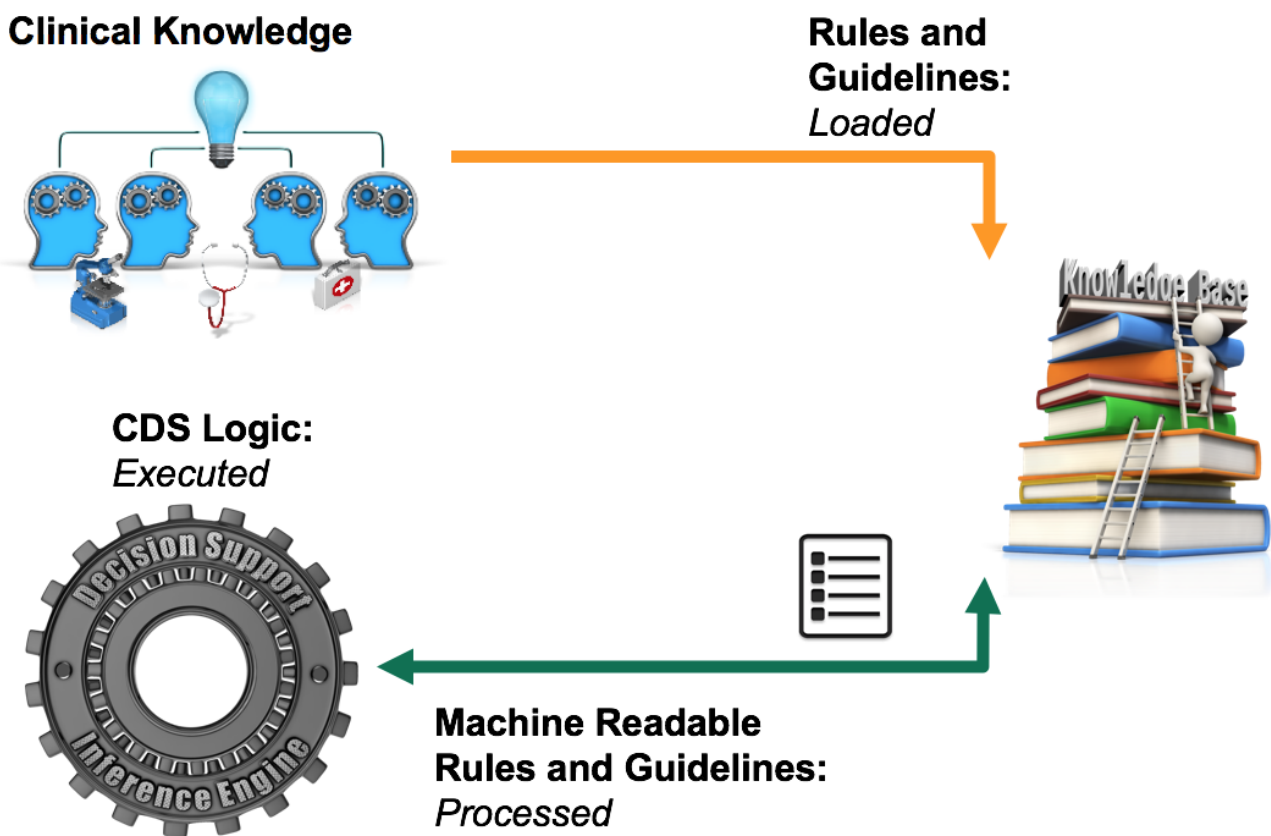 Clinical Knowledge
Rules and
Guidelines:
Loaded
Knowledge Base
CDS Logic:
Executed
Decision Support
Inference Engine
Machine Readable
Rules and Guidelines:
Processed